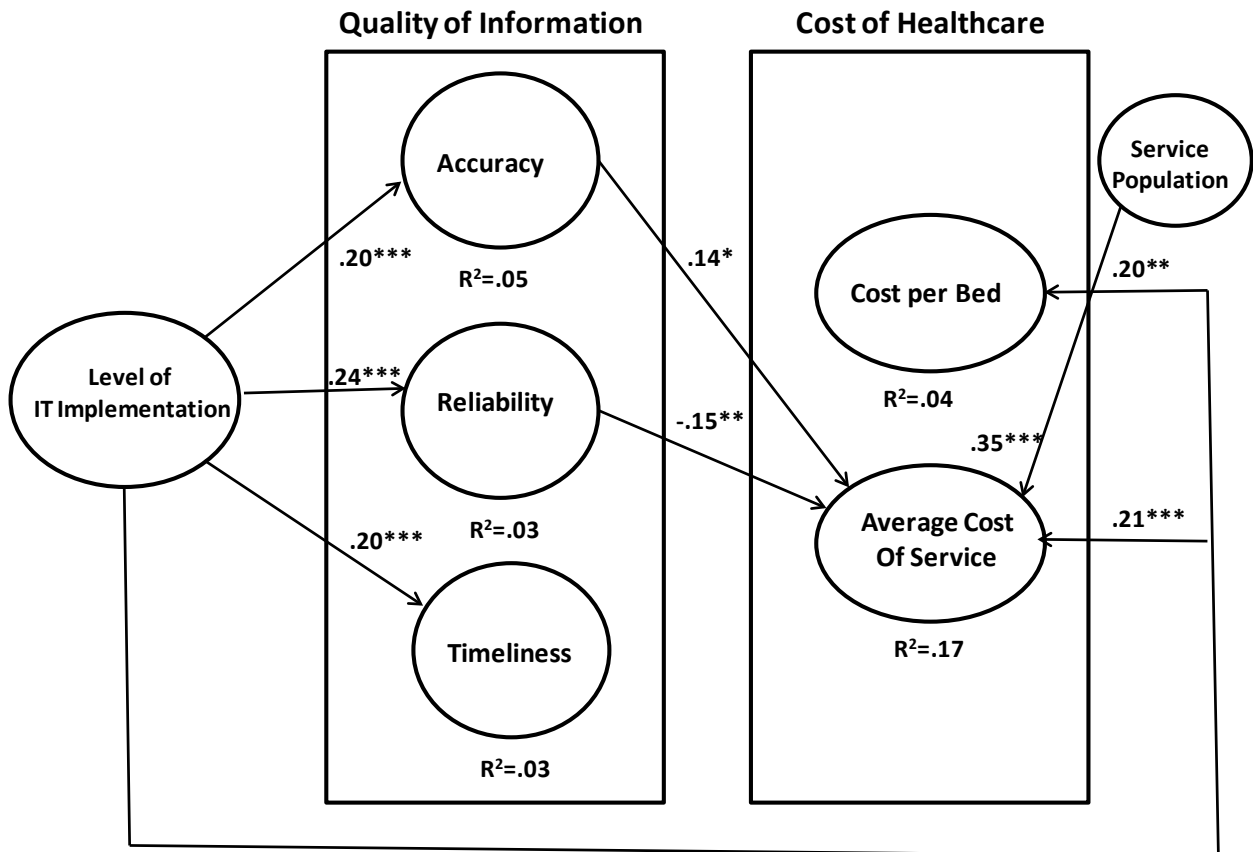 Quality of Information
Cost of Healthcare
Accuracy
Service
Population
.20***
.14*
.20**
R²=.05
Cost per Bed
Level of
IT Implementation
.24***
Reliability
R²=.04
-.15**
.35***
.20***
R²=.03
Average Cost
Of Service
.21***
Timeliness
R²=.17
R²=.03